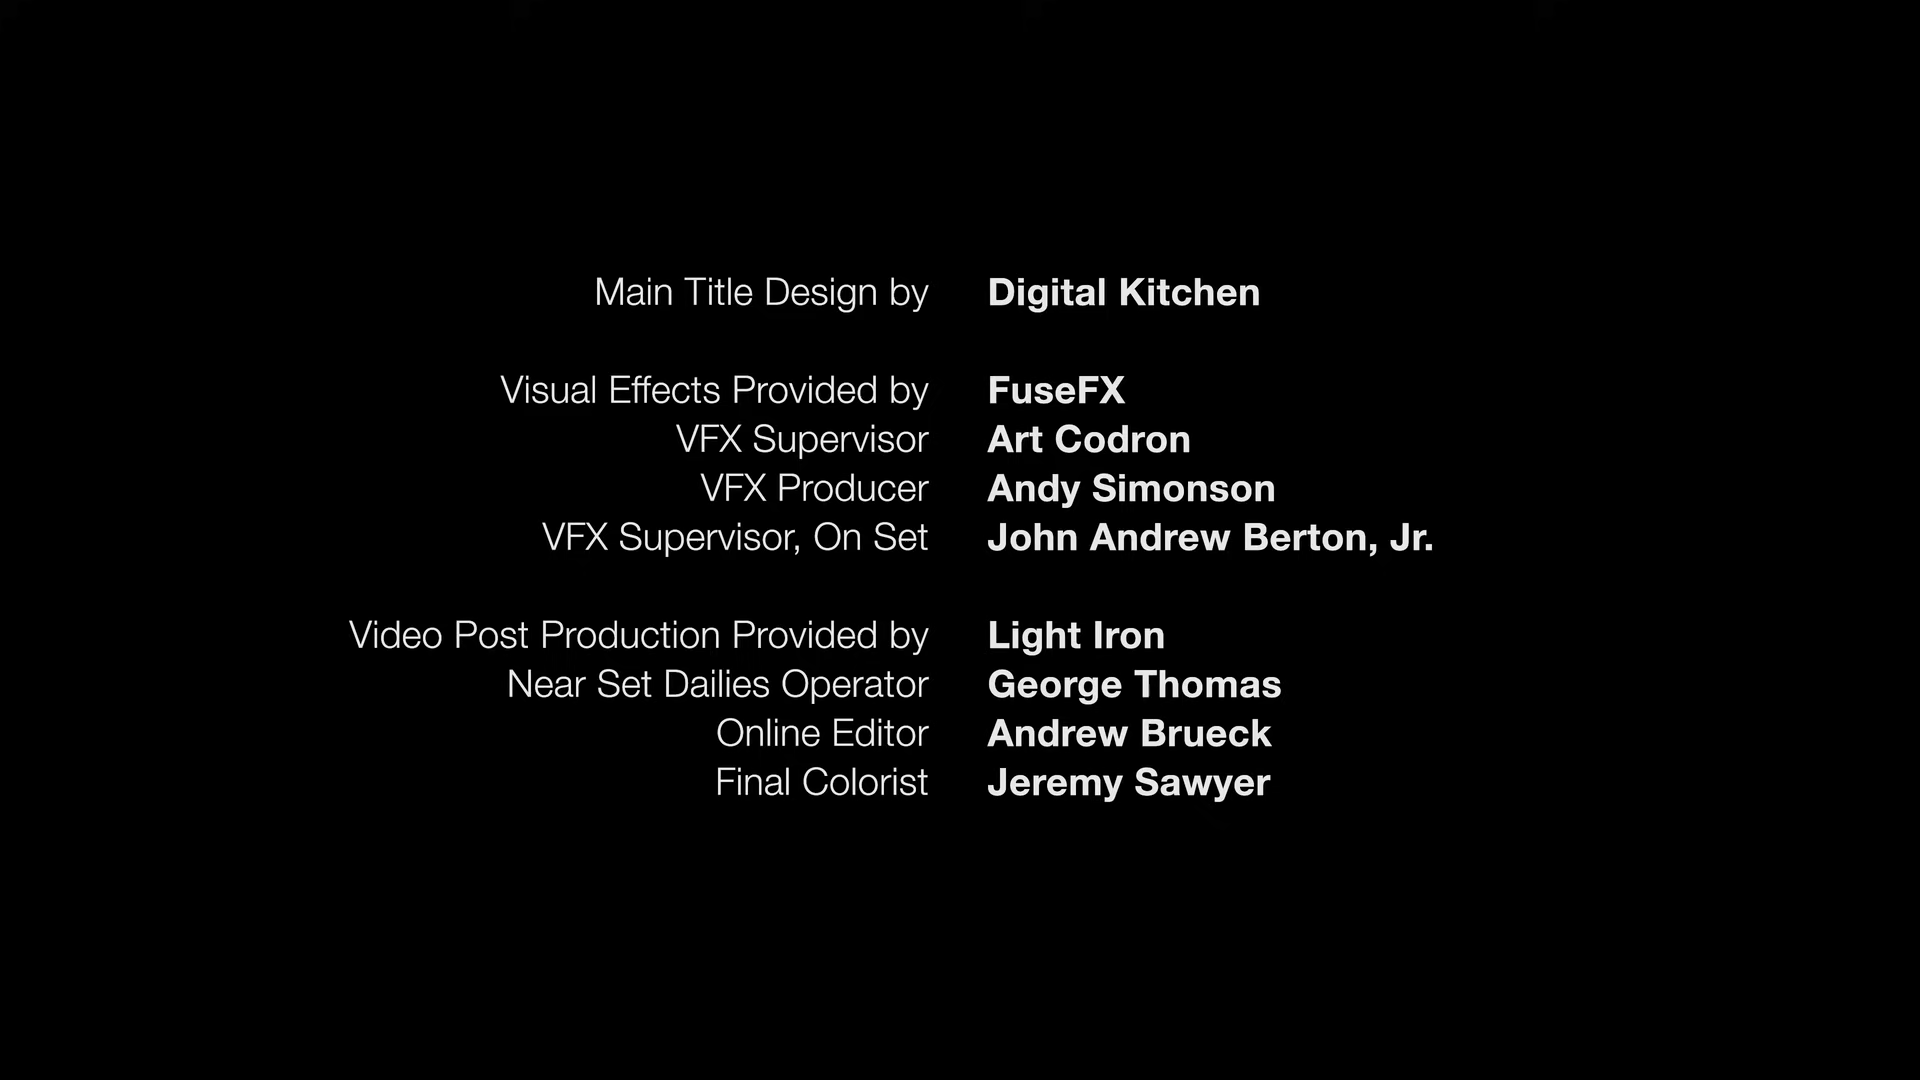 Main Title Design by Digital Kitchen
Visual Effects Provided by FuseFX
VFX Supervisor Art Codron
VFX Producer Andy Simonson
VFX Supervisor, On Set John Andrew Berton, Jr.
Video Post Production Provided by Light Iron
Near Set Dailies Operator George Thomas
Online Editor Andrew Brueck
Final Colorist Jeremy Sawyer